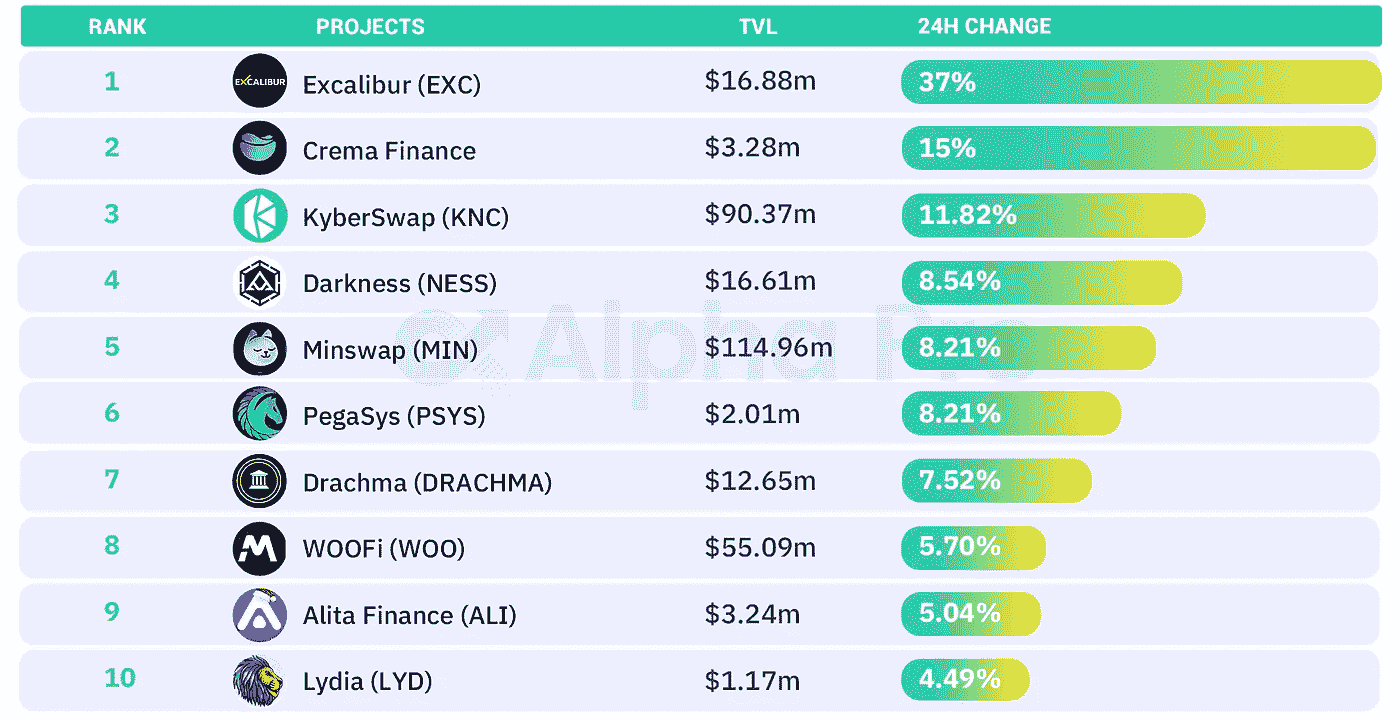 RANK PROJECTS TVL 24H CHANGE
1 EXCALIBUR Excalibur (EXC) $16.88m 37%
2 Crema Finance $3.28m 15%
3 KyberSwap (KNC) $90.37m 11.82%
4 Darkness (NESS) $16.61m 8.54%
5 Minswap (MIN) $114.96m 8.21%
6 PegaSys (PSYS) $2.01m 8.21%
7 Drachma (DRACHMA) $12.65m 7.52%
8 WOOFi (WOO) $55.09m 5.70%
9 Alita Finance (ALI) $3.24m 5.04%
10 Lydia (LYD) $1.17m 4.49%
Alpha Pro